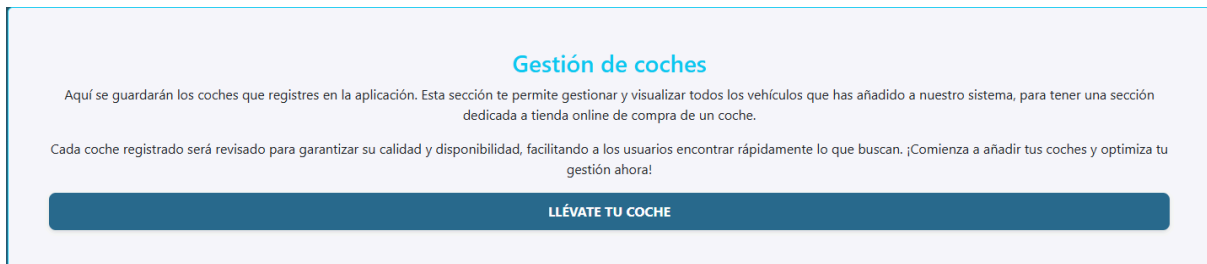 Gestión de coches
Aquí se guardarán los coches que registres en la aplicación. Esta sección te permite gestionar y visualizar todos los vehículos que has añadido a nuestro sistema, para tener una sección
dedicada a tienda online de compra de un coche.
Cada coche registrado será revisado para garantizar su calidad y disponibilidad, facilitando a los usuarios encontrar rápidamente lo que buscan. ¡Comienza a añadir tus coches y optimiza tu
gestión ahora!
LLÉVATE TU COCHE